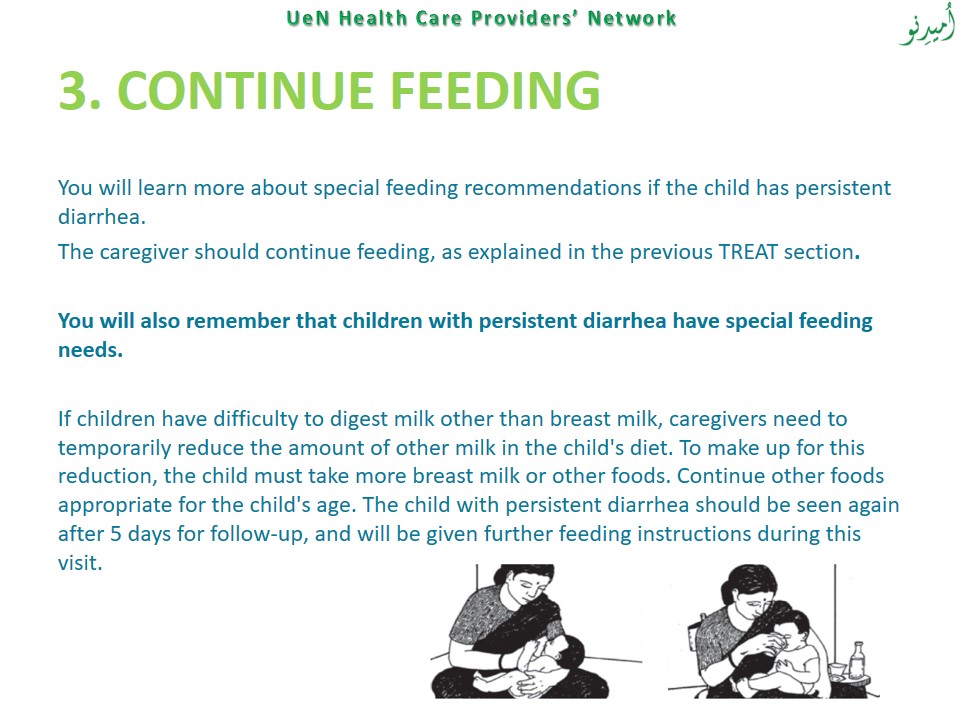 UeN Health Care Providers’ Network
اُمیدِنو
3. CONTINUE FEEDING
You will learn more about special feeding recommendations if the child has persistent
diarrhea.
The caregiver should continue feeding, as explained in the previous TREAT section.
You will also remember that children with persistent diarrhea have special feeding
needs.
If children have difficulty to digest milk other than breast milk, caregivers need to
temporarily reduce the amount of other milk in the child's diet. To make up for this
reduction, the child must take more breast milk or other foods. Continue other foods
appropriate for the child's age. The child with persistent diarrhea should be seen again
after 5 days for follow-up, and will be given further feeding instructions during this
visit.